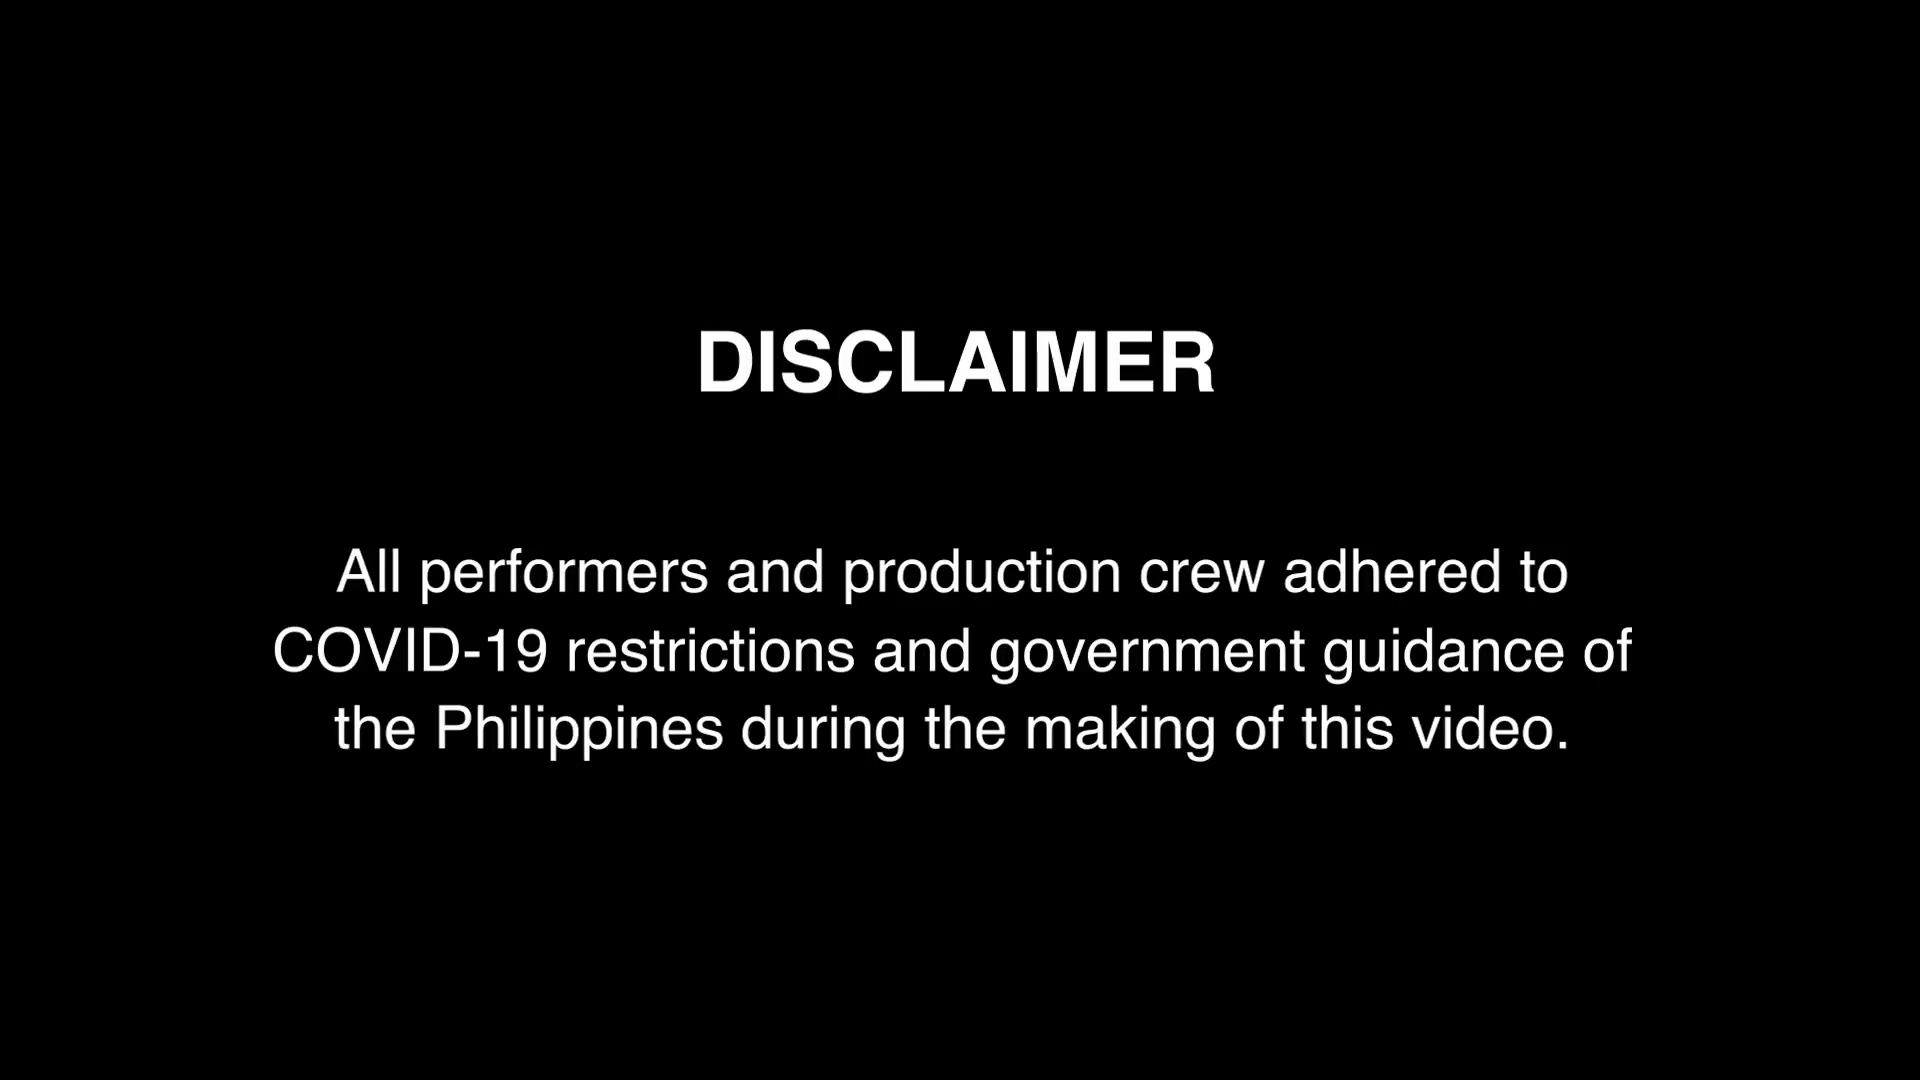 DISCLAIMER
All performers and production crew adhered to
COVID-19 restrictions and government guidance of
the Philippines during the making of this video.